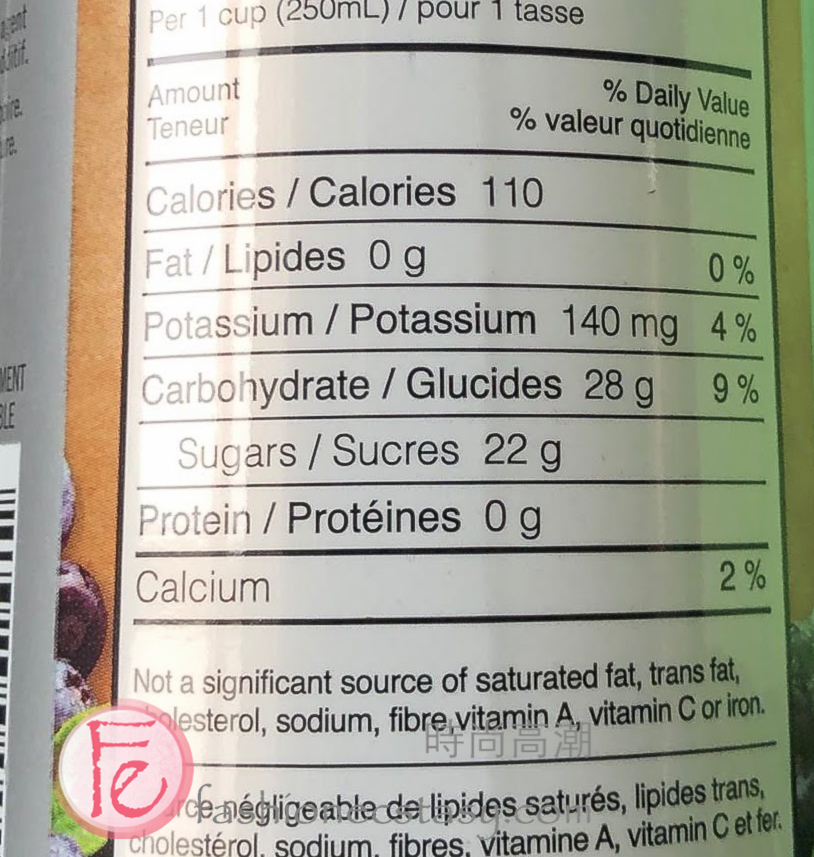 Per 1 cup (250mL) / pour 1 tasse
Amount
Teneur
% Daily Value
% valeur quotidienne
Calories / Calories 110
Fat / Lipides 0 g 0 %
Potassium / Potassium 140 mg 4 %
Carbohydrate / Glucides 28 g 9 %
Sugars / Sucres 22 g
Protein / Protéines 0 g
Calcium 2 %
Not a significant source of saturated fat, trans fat,
cholesterol, sodium, fibre, vitamin A, vitamin C or iron.
時尚高潮
négligeable de lipides saturés, lipides trans,
fashionecstasy.com
cholestérol, sodium, fibres, vitamine A, vitamin C et fer.
Fe